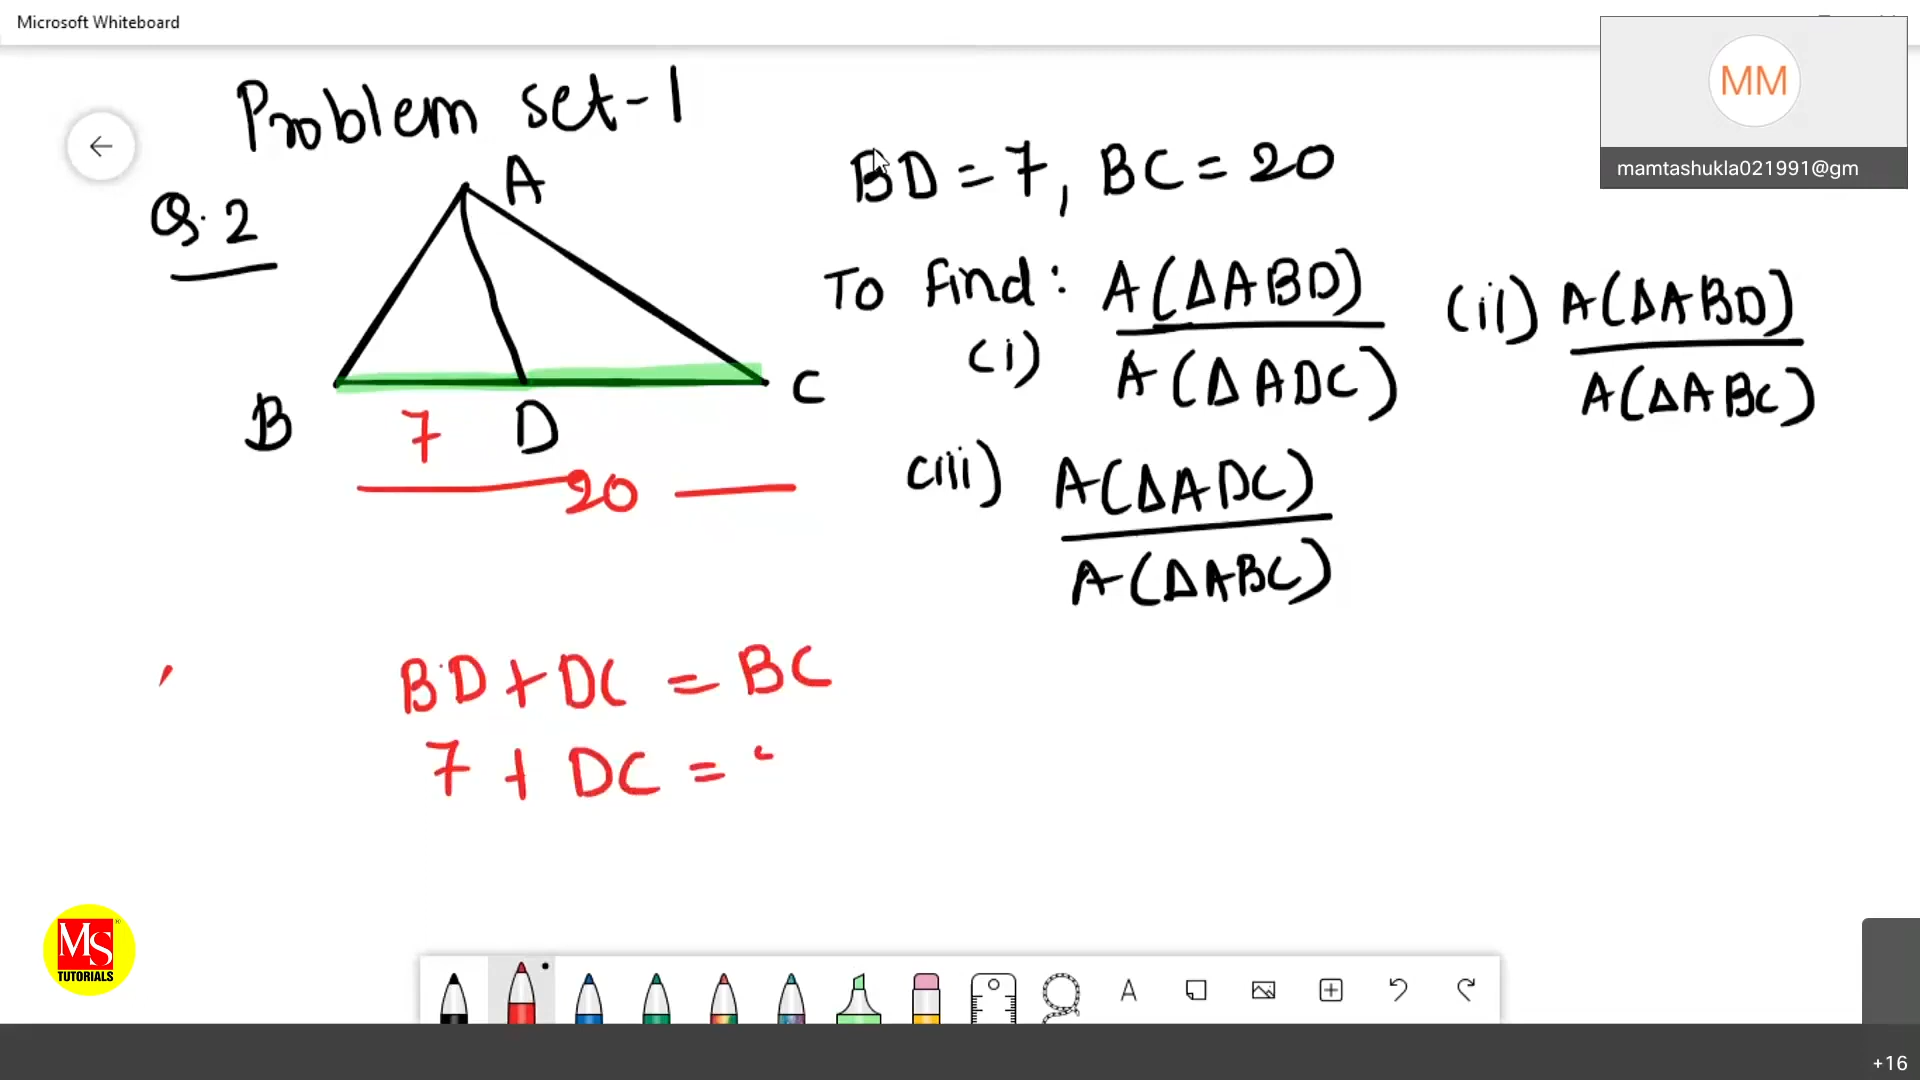 Microsoft Whiteboard
MM
mamtashukla021991@gm
Problem set-1
Q.2
A
B
D
C
7
20
BD = 7, BC = 20
To find:
(i) A(ΔABD) / A(ΔADC)
(ii) A(ΔABD) / A(ΔABC)
(iii) A(ΔADC) / A(ΔABC)
BD + DC = BC
7 + DC =
MS
TUTORIALS
A
+16